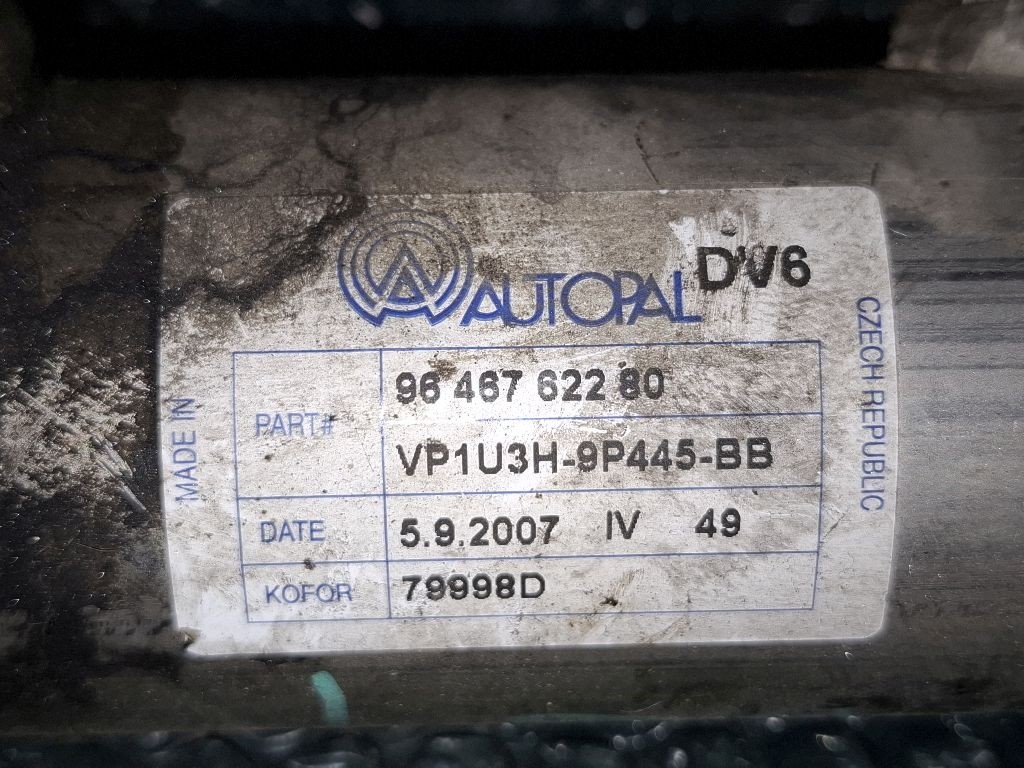 AUTOPAL DV6
MADE IN
PART#
96 467 622 80
VP1U3H-9P445-BB
DATE
5.9.2007 IV 49
KOFOR
79998D
CZECH REPUBLIC